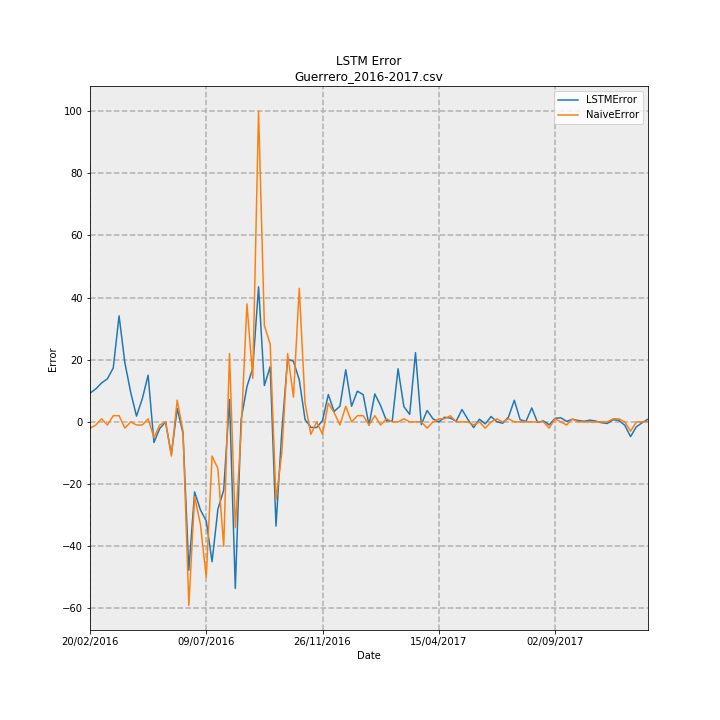 LSTM Error
Guerrero_2016-2017.csv
LSTMError
NaiveError
100
80
60
40
20
0
−20
−40
−60
Error
20/02/2016
09/07/2016
26/11/2016
15/04/2017
02/09/2017
Date